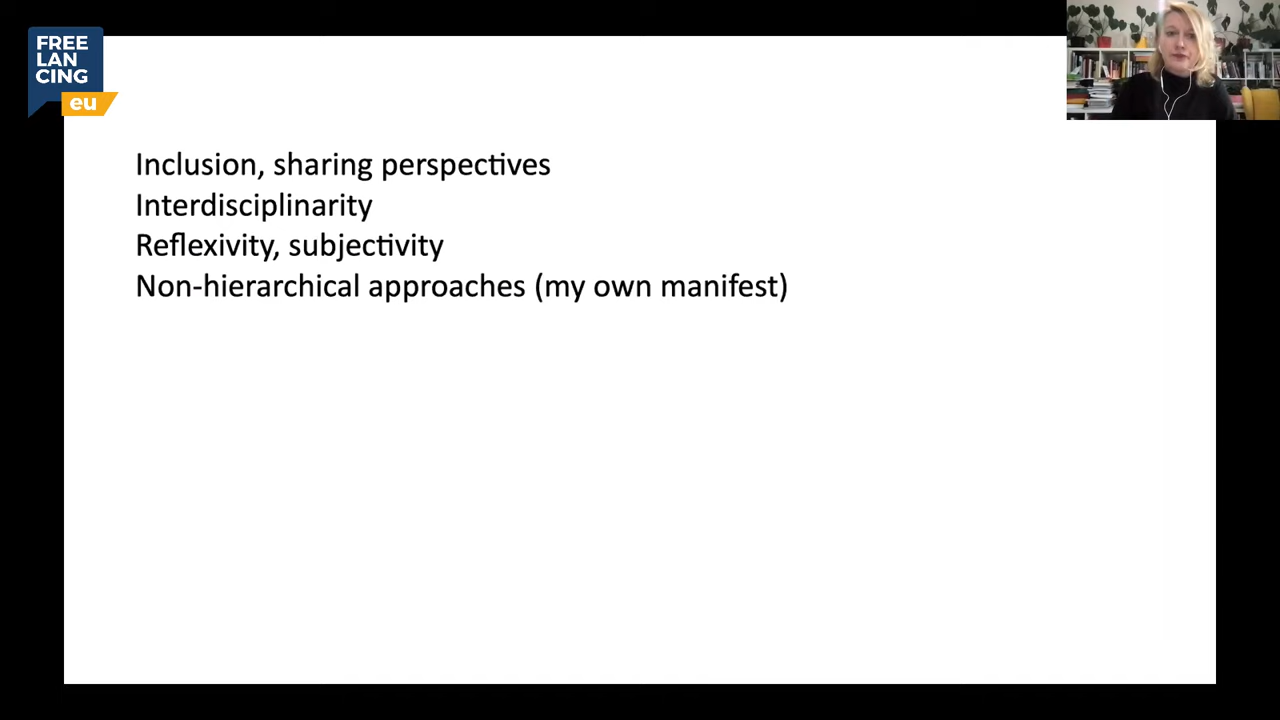 FREE
LAN
CING
eu
Inclusion, sharing perspectives
Interdisciplinarity
Reflexivity, subjectivity
Non-hierarchical approaches (my own manifest)